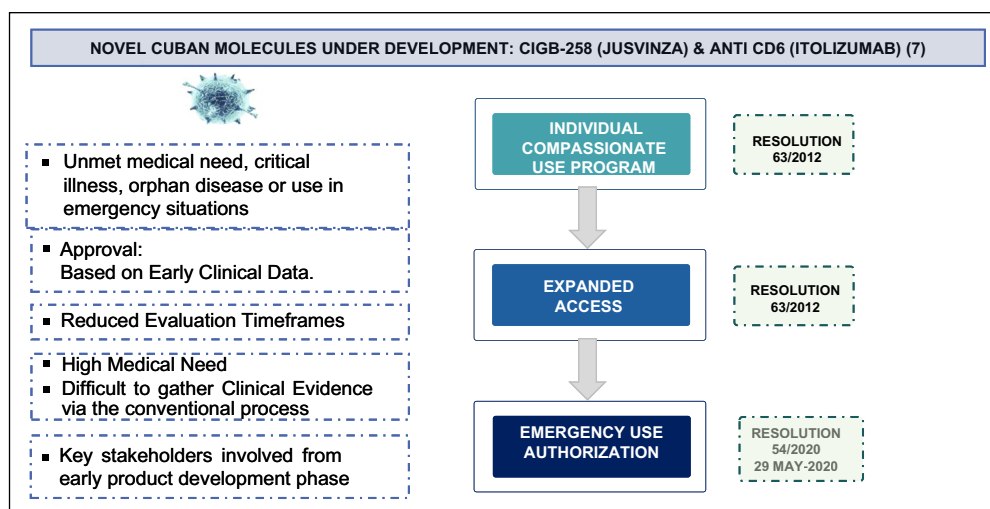 NOVEL CUBAN MOLECULES UNDER DEVELOPMENT: CIGB-258 (JUSVINZA) & ANTI CD6 (ITOLIZUMAB) (7)
▪ Unmet medical need, critical
illness, orphan disease or use in
emergency situations
▪ Approval:
Based on Early Clinical Data.
▪ Reduced Evaluation Timeframes
▪ High Medical Need
▪ Difficult to gather Clinical Evidence
via the conventional process
▪ Key stakeholders involved from
early product development phase
INDIVIDUAL
COMPASSIONATE
USE PROGRAM
RESOLUTION
63/2012
EXPANDED
ACCESS
RESOLUTION
63/2012
EMERGENCY USE
AUTHORIZATION
RESOLUTION
54/2020
29 MAY-2020